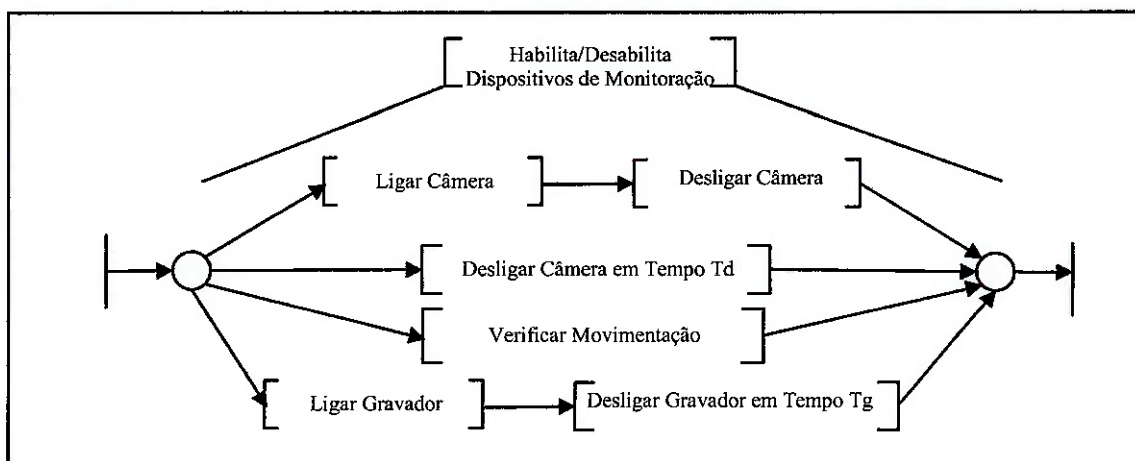 Habilita/Desabilita
Dispositivos de Monitoração
Ligar Câmera
Desligar Câmera
Desligar Câmera em Tempo Td
Verificar Movimentação
Ligar Gravador
Desligar Gravador em Tempo Tg